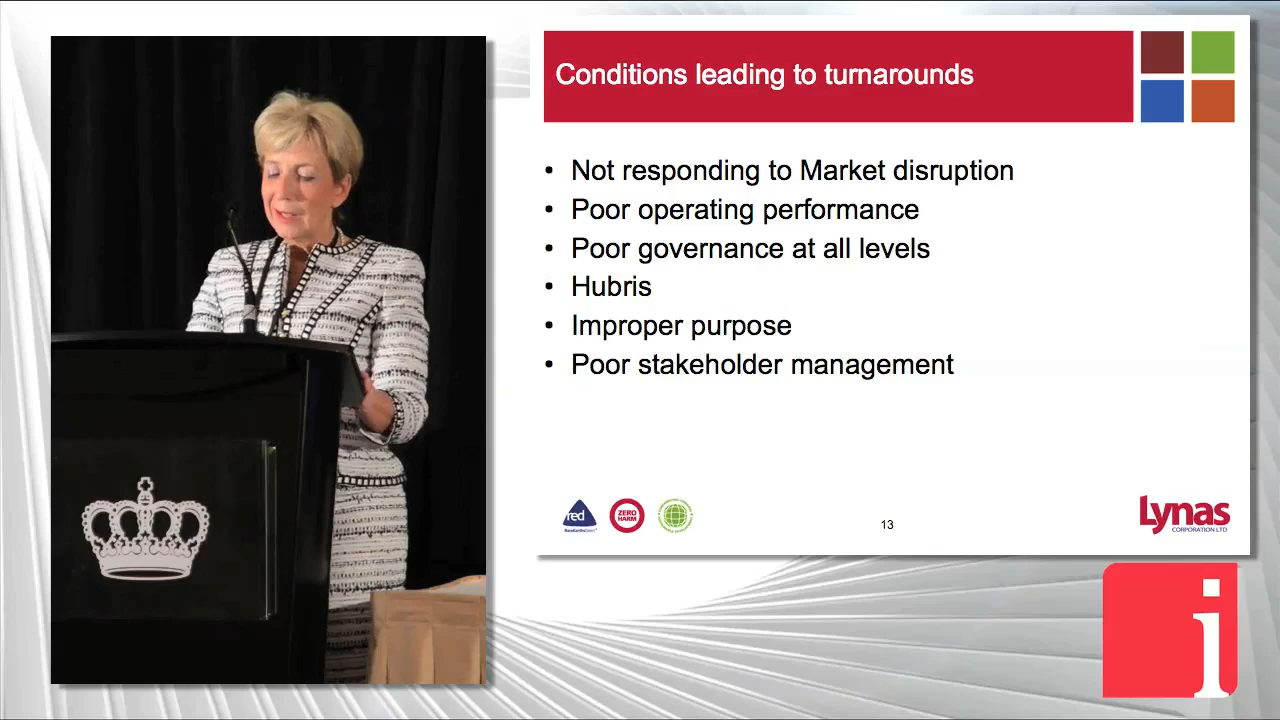 Conditions leading to turnarounds
• Not responding to Market disruption
• Poor operating performance
• Poor governance at all levels
• Hubris
• Improper purpose
• Poor stakeholder management
red
ZERO
HARM
13
Lynas
CORPORATION LTD
i